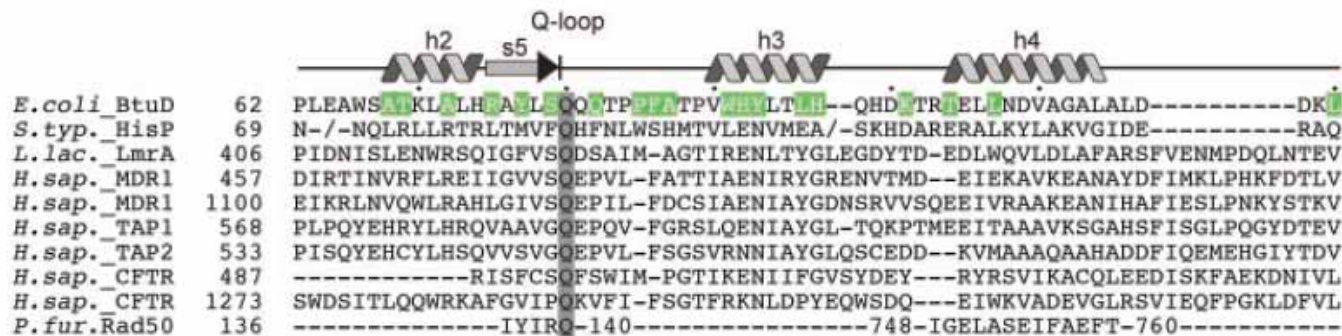 Q-loop
h2 s5 h3 h4
E.coli_BtuD 62 PLEAWSATKLALHRAYLSQQQTPPFATPVWHYLTLH--QHDKTRTELLNDVAGALALD----------DKL
S.typ._HisP 69 N-/-NQLRLLRTRLTMVFQHFNLWSHMTVLENVMEA/-SKHDARERALKYLAKVGIDE----------RAQ
L.lac._LmrA 406 PIDNISLENWRSQIGFVSQDSAIM-AGTIRENLTYGLEGDYTD-EDLWQVLDLAFARSFVENMPDQLNTEV
H.sap._MDR1 457 DIRTINVRFLREIIGVVSQEPVL-FATTIAENIRYGRENVTMD--EIEKAVKEANAYDFIMKLPHKFDTLV
H.sap._MDR1 1100 EIKRLNVQWLRAHLGIVSQEPIL-FDCSIAENIAYGDNSRVVSQEEIVRAAKEANIHAFIESLPNKYSTKV
H.sap._TAP1 568 PLPQYEHRYLHRQVAAVGQEPQV-FGRSLQENIAYGL-TQKPTMEEITAAAVKSGAHSFISGLPQGYDTEV
H.sap._TAP2 533 PISQYEHCYLHSQVVSVGQEPVL-FSGSVRNNIAYGLQSCEDD--KVMAAAQAAHADDFIQEMEHGIYTDV
H.sap._CFTR 487 ------------RISFCSQFSWIM-PGTIKENIIFGVSYDEY---RYRSVIKACQLEEDISKFAEKDNIVL
H.sap._CFTR 1273 SWDSITLQQWRKAFGVIPQKVFI-FSGTFRKNLDPYEQWSDQ---EIWKVADEVGLRSVIEQFPGKLDFVL
P.fur.Rad50 136 --------------IYIRQ-140-----------------748-IGELASEIFAEFT-760----------